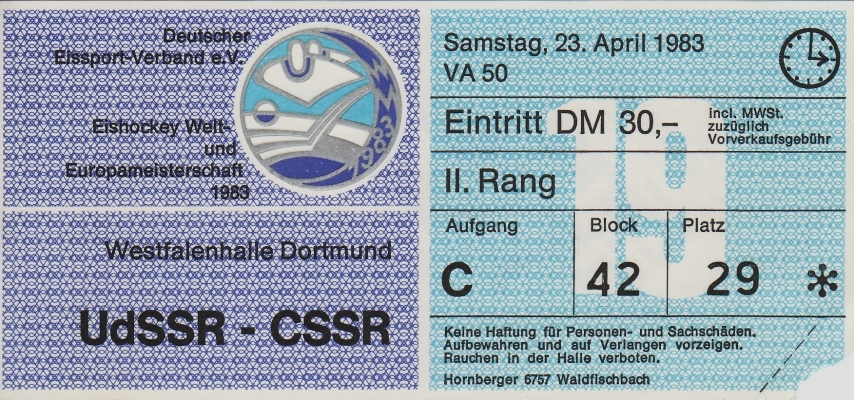 Deutscher
Eissport-Verband e.V.
Eishockey Welt-
und
Europameisterschaft
1983
WM 1983
Westfalenhalle Dortmund
UdSSR - CSSR
Samstag, 23. April 1983
VA 50
Eintritt DM 30,–
incl. MWSt.
zuzüglich
Vorverkaufsgebühr
19
II. Rang
Aufgang Block Platz
C 42 29 *
Keine Haftung für Personen- und Sachschäden.
Aufbewahren und auf Verlangen vorzeigen.
Rauchen in der Halle verboten.
Hornberger 6757 Waldfischbach